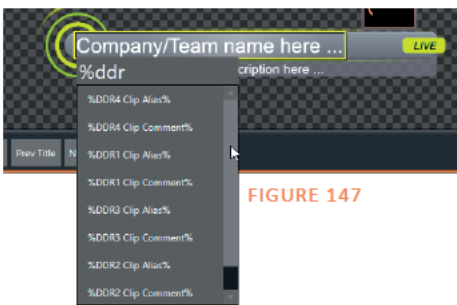 Company/Team name here ...
LIVE
%ddr
cription here ...
%DDR4 Clip Alias%
%DDR4 Clip Comment%
Prev Title
N
%DDR1 Clip Alias%
%DDR1 Clip Comment%
%DDR3 Clip Alias%
%DDR3 Clip Comment%
%DDR2 Clip Alias%
%DDR2 Clip Comment%
FIGURE 147